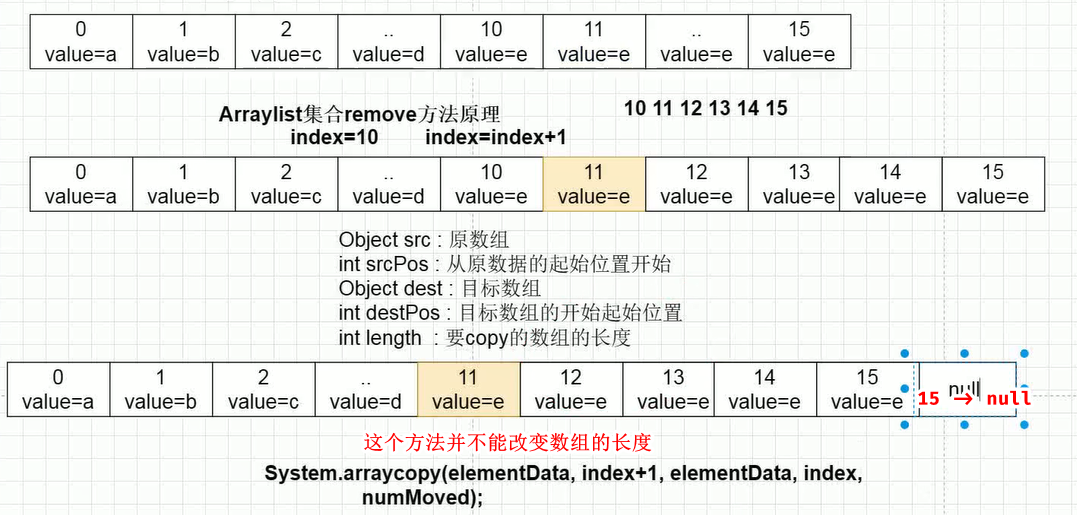 0 1 2 .. 10 11 .. 15
value=a value=b value=c value=d value=e value=e value=e value=e
Arraylist集合remove方法原理 10 11 12 13 14 15
index=10 index=index+1
0 1 2 .. 10 11 12 13 14 15
value=a value=b value=c value=d value=e value=e value=e value=e value=e value=e
Object src : 原数组
int srcPos : 从原数据的起始位置开始
Object dest : 目标数组
int destPos : 目标数组的开始起始位置
int length : 要copy的数组的长度
0 1 2 .. 11 12 13 14 15 null
value=a value=b value=c value=d value=e value=e value=e value=e value=e 15 → null
这个方法并不能改变数组的长度
System.arraycopy(elementData, index+1, elementData, index,
numMoved);